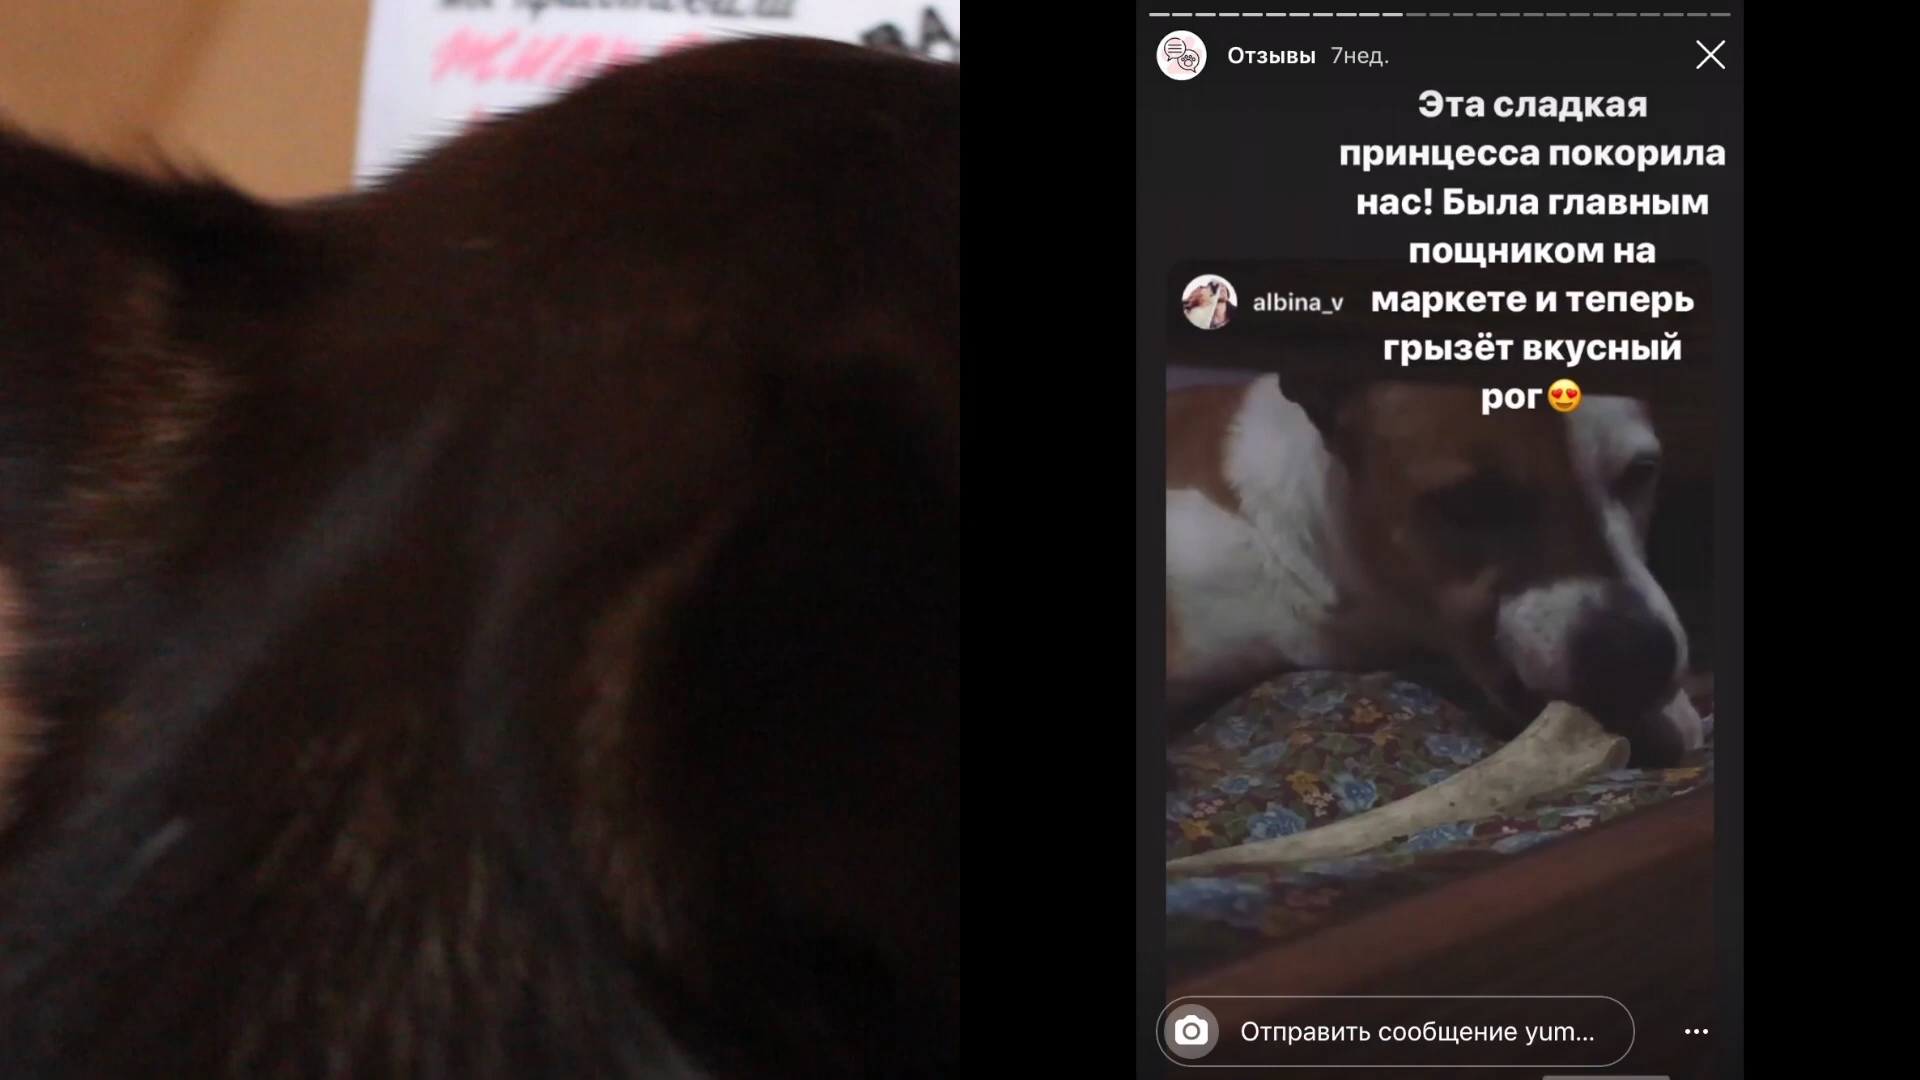 Отзывы 7нед.
Эта сладкая
принцесса покорила
нас! Была главным
пощником на
albina_v
маркете и теперь
грызёт вкусный
рог😍
Отправить сообщение yum...